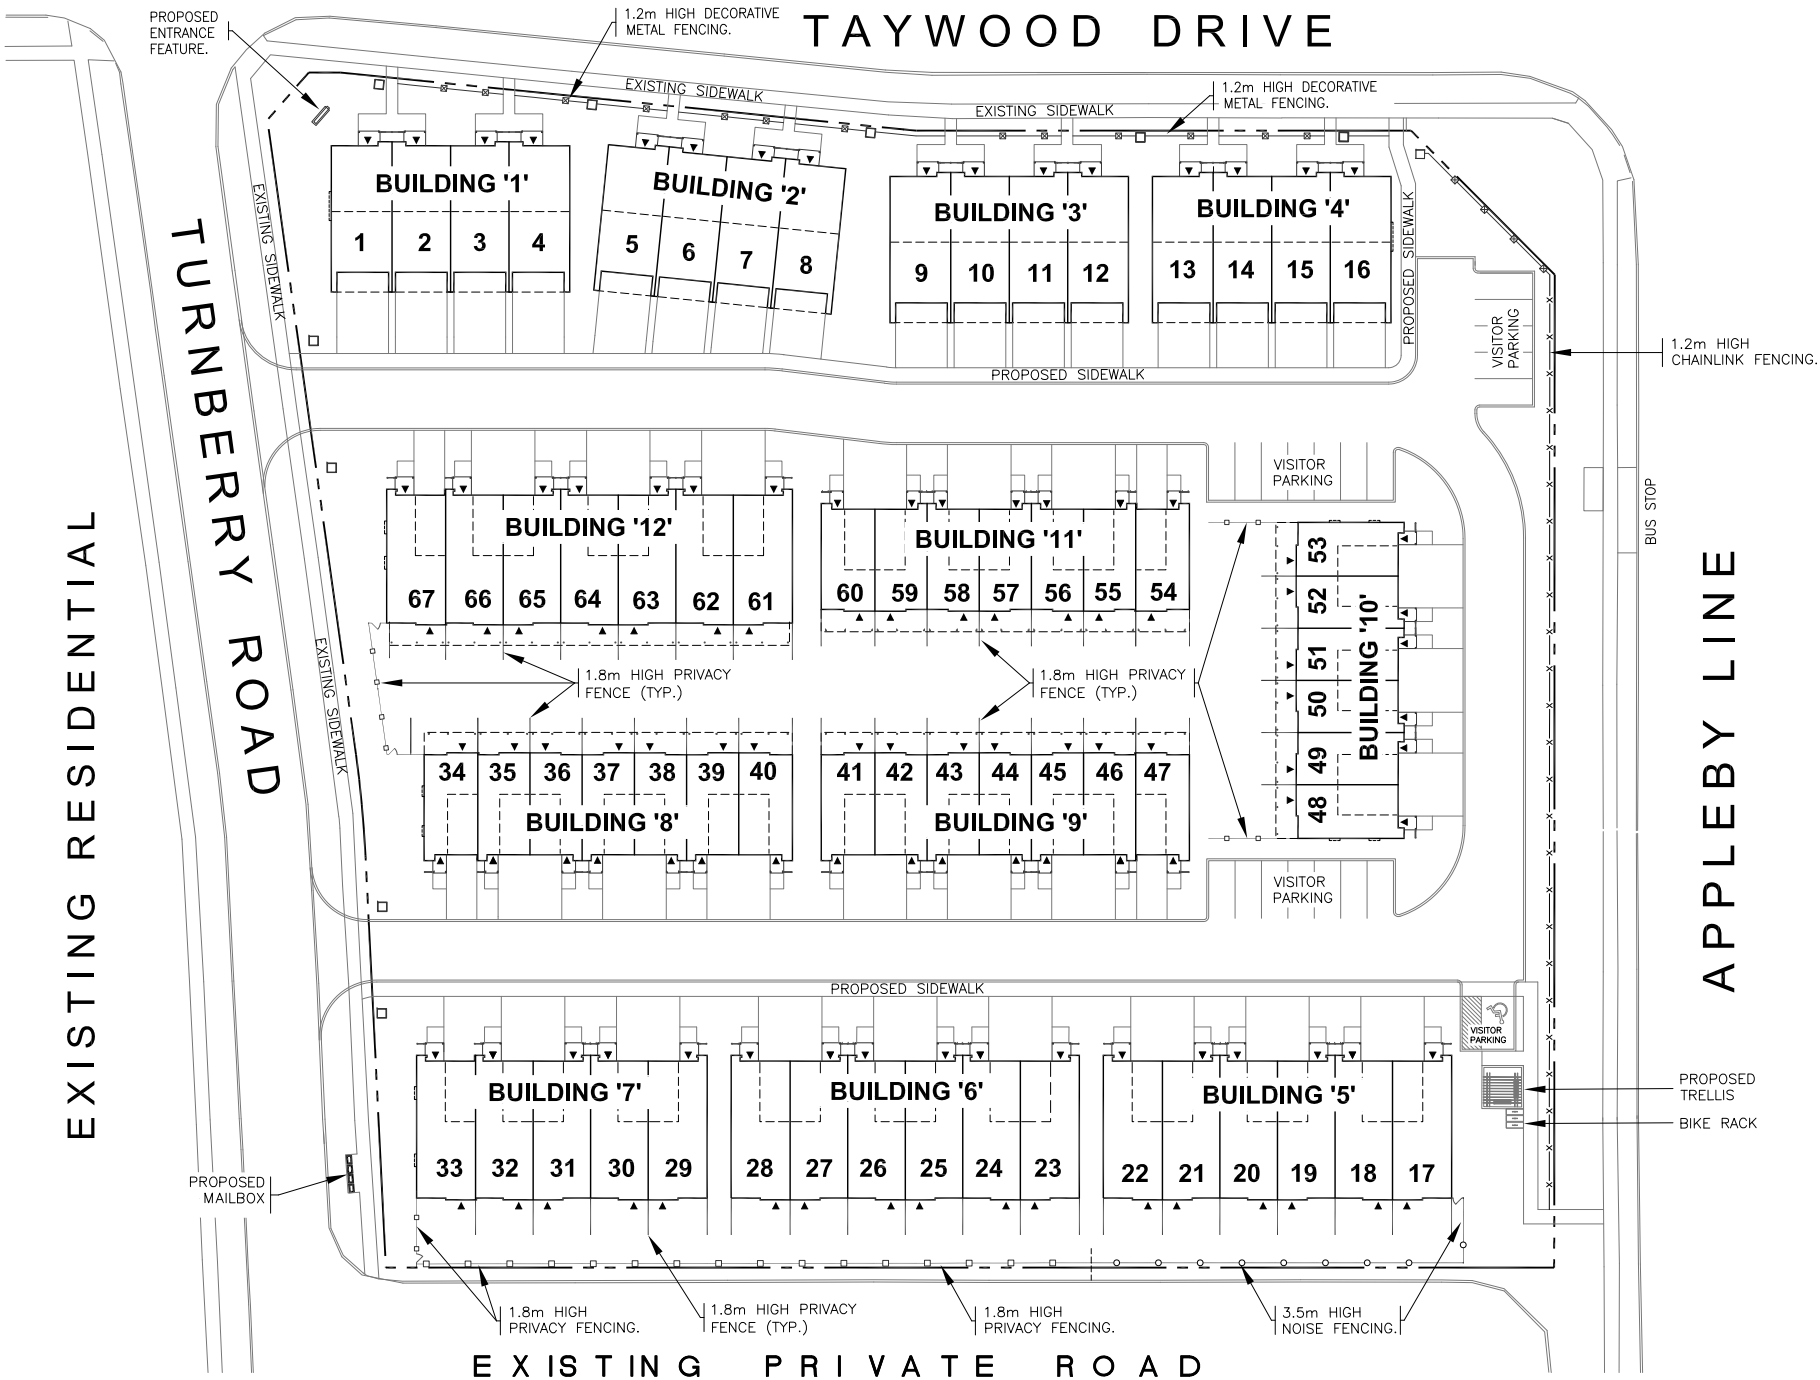 PROPOSED
ENTRANCE
FEATURE.
1.2m HIGH DECORATIVE
METAL FENCING.
TAYWOOD DRIVE
EXISTING SIDEWALK
EXISTING SIDEWALK
1.2m HIGH DECORATIVE
METAL FENCING.
BUILDING '1'
1 2 3 4
BUILDING '2'
5 6 7 8
BUILDING '3'
9 10 11 12
BUILDING '4'
13 14 15 16
EXISTING SIDEWALK
PROPOSED SIDEWALK
VISITOR
PARKING
1.2m HIGH
CHAINLINK FENCING.
PROPOSED SIDEWALK
TURNBERRY ROAD
EXISTING RESIDENTIAL
EXISTING SIDEWALK
VISITOR
PARKING
BUS STOP
APPLEBY LINE
BUILDING '12'
67 66 65 64 63 62 61
BUILDING '11'
60 59 58 57 56 55 54
BUILDING '10'
53 52 51 50 49 48
1.8m HIGH PRIVACY
FENCE (TYP.)
1.8m HIGH PRIVACY
FENCE (TYP.)
34 35 36 37 38 39 40
BUILDING '8'
41 42 43 44 45 46 47
BUILDING '9'
VISITOR
PARKING
PROPOSED SIDEWALK
VISITOR
PARKING
BUILDING '7'
33 32 31 30 29
BUILDING '6'
28 27 26 25 24 23
BUILDING '5'
22 21 20 19 18 17
PROPOSED
TRELLIS
BIKE RACK
PROPOSED
MAILBOX
1.8m HIGH
PRIVACY FENCING.
1.8m HIGH PRIVACY
FENCE (TYP.)
1.8m HIGH
PRIVACY FENCING.
3.5m HIGH
NOISE FENCING.
EXISTING PRIVATE ROAD